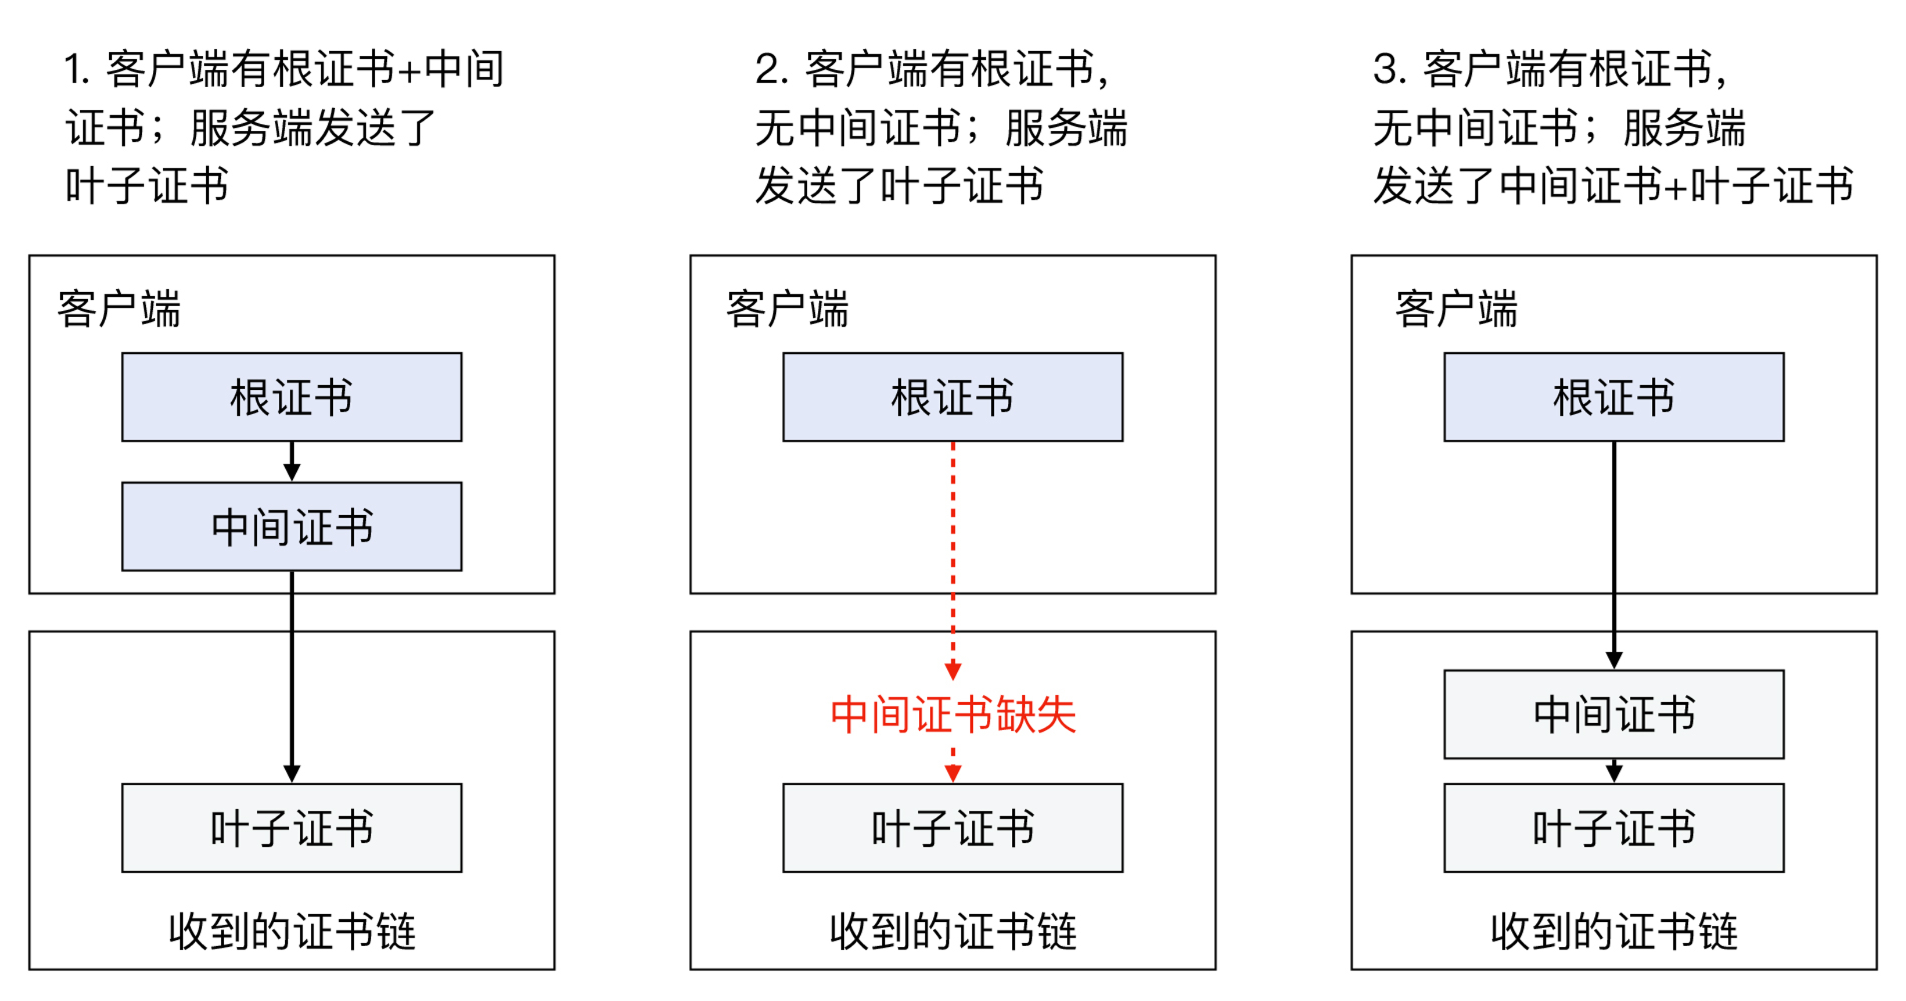 1. 客户端有根证书+中间
证书；服务端发送了
叶子证书
客户端
根证书
中间证书
叶子证书
收到的证书链
2. 客户端有根证书，
无中间证书；服务端
发送了叶子证书
客户端
根证书
中间证书缺失
叶子证书
收到的证书链
3. 客户端有根证书，
无中间证书；服务端
发送了中间证书+叶子证书
客户端
根证书
中间证书
叶子证书
收到的证书链